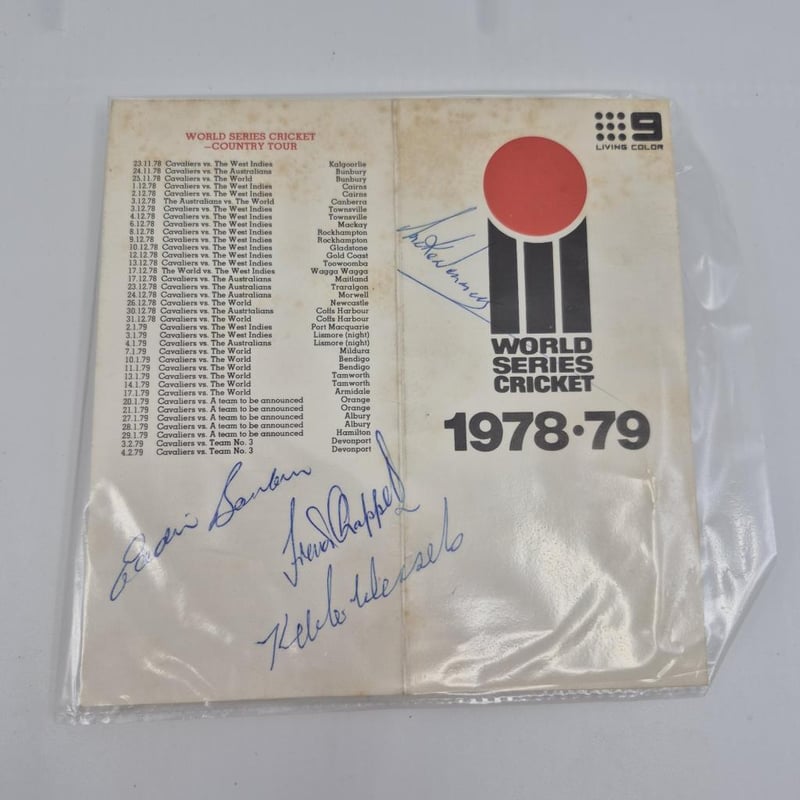 WORLD SERIES CRICKET
–COUNTRY TOUR
23.11.78 Cavaliers vs. The West Indies Kalgoorlie
24.11.78 Cavaliers vs. The Australians Bunbury
25.11.78 Cavaliers vs. The World Bunbury
1.12.78 Cavaliers vs. The West Indies Cairns
2.12.78 Cavaliers vs. The West Indies Cairns
3.12.78 The Australians vs. The World Canberra
3.12.78 Cavaliers vs. The West Indies Townsville
4.12.78 Cavaliers vs. The West Indies Townsville
6.12.78 Cavaliers vs. The West Indies Mackay
8.12.78 Cavaliers vs. The West Indies Rockhampton
9.12.78 Cavaliers vs. The West Indies Rockhampton
10.12.78 Cavaliers vs. The West Indies Gladstone
12.12.78 Cavaliers vs. The West Indies Gold Coast
13.12.78 Cavaliers vs. The West Indies Toowoomba
17.12.78 The World vs. The West Indies Wagga Wagga
17.12.78 Cavaliers vs. The Australians Maitland
23.12.78 Cavaliers vs. The Australians Traralgon
24.12.78 Cavaliers vs. The Australians Morwell
26.12.78 Cavaliers vs. The World Newcastle
30.12.78 Cavaliers vs. The Austrialians Coffs Harbour
31.12.78 Cavaliers vs. The World Coffs Harbour
2.1.79 Cavaliers vs. The West Indies Port Macquarie
3.1.79 Cavaliers vs. The West Indies Lismore (night)
4.1.79 Cavaliers vs. The Australians Lismore (night)
7.1.79 Cavaliers vs. The World Mildura
10.1.79 Cavaliers vs. The World Bendigo
11.1.79 Cavaliers vs. The World Bendigo
13.1.79 Cavaliers vs. The World Tamworth
14.1.79 Cavaliers vs. The World Tamworth
17.1.79 Cavaliers vs. The World Armidale
20.1.79 Cavaliers vs. A team to be announced Orange
21.1.79 Cavaliers vs. A team to be announced Orange
27.1.79 Cavaliers vs. A team to be announced Albury
28.1.79 Cavaliers vs. A team to be announced Albury
29.1.79 Cavaliers vs. A team to be announced Hamilton
3.2.79 Cavaliers vs. Team No. 3 Devonport
4.2.79 Cavaliers vs. Team No. 3 Devonport
Trevor Chappell
Kepler Wessels
9
LIVING COLOR
WORLD
SERIES
CRICKET
1978·79